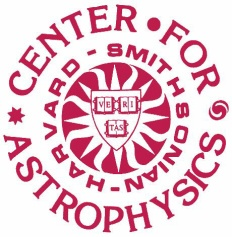 CENTER • FOR
ASTROPHYSICS
HARVARD - SMITHSONIAN -
VE RI
TAS